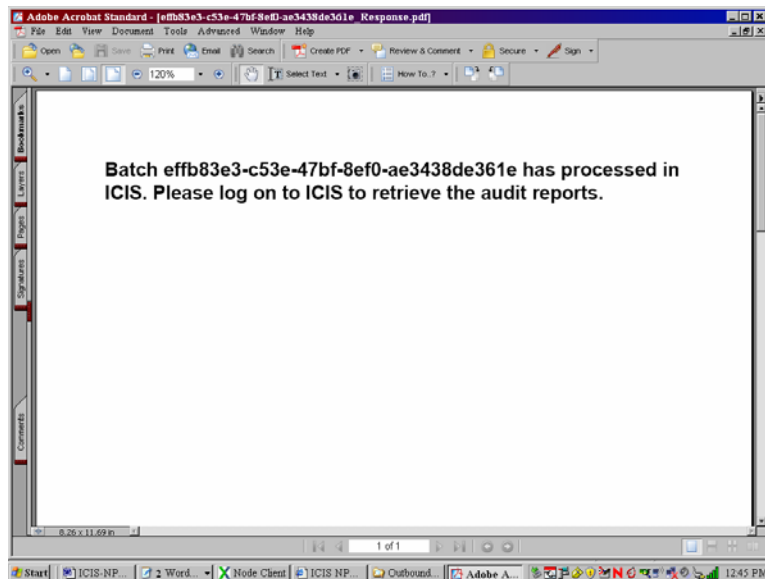 Adobe Acrobat Standard - [effb83e3-c53e-47bf-8ef0-ae3438de361e_Response.pdf]
File Edit View Document Tools Advanced Window Help
Open Save Print Email Search Create PDF Review & Comment Secure Sign
120% Select Text How To..?
Bookmarks
Layers
Pages
Signatures
Comments
Batch effb83e3-c53e-47bf-8ef0-ae3438de361e has processed in
ICIS. Please log on to ICIS to retrieve the audit reports.
8.26 x 11.69 in
1 of 1
Start ICIS-NP... 2 Word... Node Client ICIS NP... Outbound... Adobe A... 12:45 PM